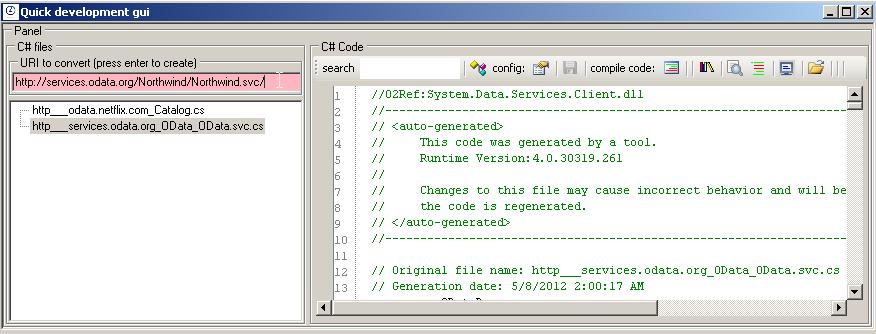 Quick development gui
Panel
C# files
URI to convert (press enter to create)
http://services.odata.org/Northwind/Northwind.svc/
http___odata.netflix.com_Catalog.cs
http___services.odata.org_OData_OData.svc.cs
C# Code
search config: compile code:
1 //O2Ref:System.Data.Services.Client.dll
2 //------------------------------------------------------------
3 // <auto-generated>
4 //     This code was generated by a tool.
5 //     Runtime Version:4.0.30319.261
6 //
7 //     Changes to this file may cause incorrect behavior and will be
8 //     the code is regenerated.
9 // </auto-generated>
10 //------------------------------------------------------------
11
12 // Original file name: http___services.odata.org_OData_OData.svc.cs
13 // Generation date: 5/8/2012 2:00:17 AM